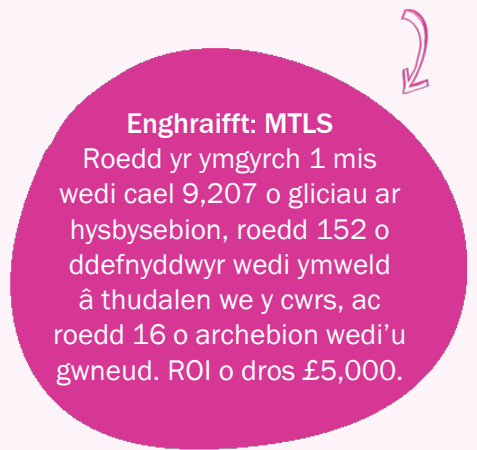 Enghraifft: MTLS
Roedd yr ymgyrch 1 mis
wedi cael 9,207 o gliciau ar
hysbysebion, roedd 152 o
ddefnyddwyr wedi ymweld
â thudalen we y cwrs, ac
roedd 16 o archebion wedi’u
gwneud. ROI o dros £5,000.